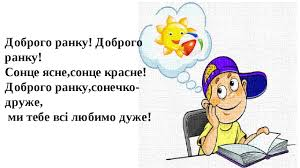 Доброго ранку! Доброго
ранку!
Сонце ясне,сонце красне!
Доброго ранку,сонечко-
друже,
ми тебе всі любимо дуже!